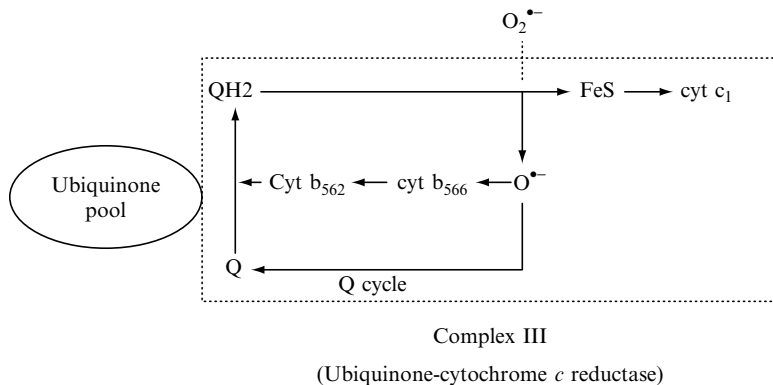 O₂•−
QH2
FeS
cyt c₁
Ubiquinone
pool
Cyt b₅₆₂
cyt b₅₆₆
O•−
Q
Q cycle
Complex III
(Ubiquinone-cytochrome c reductase)